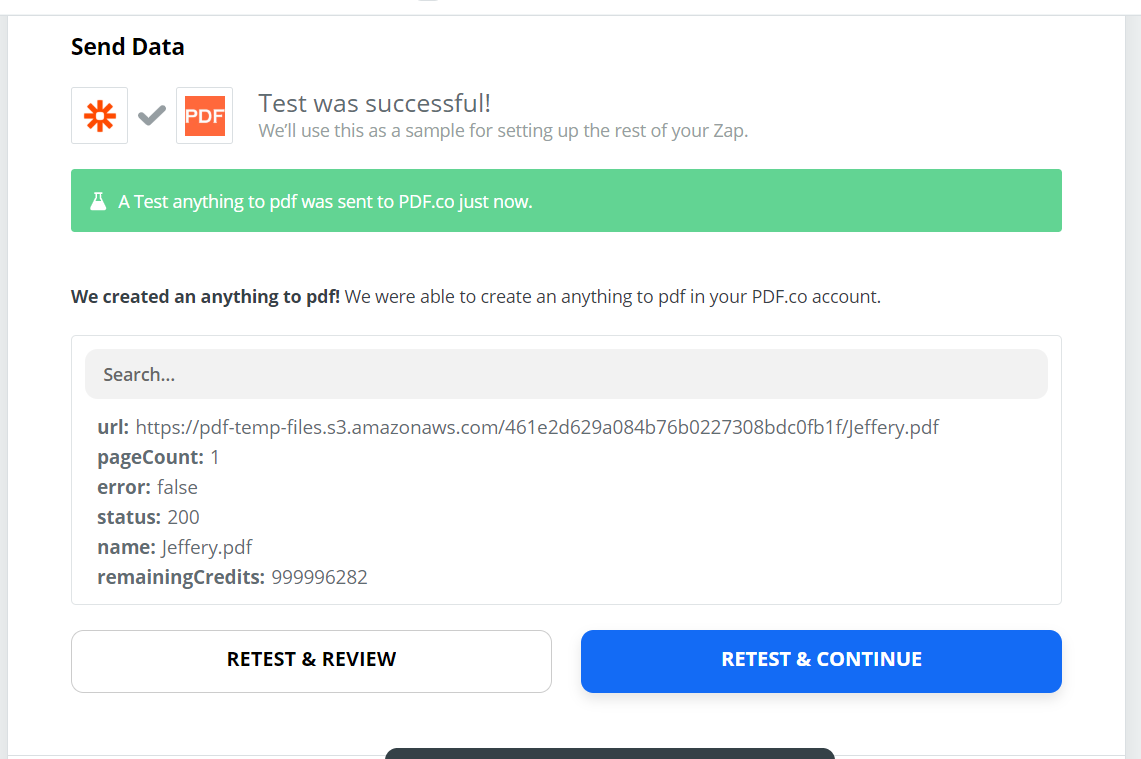 Send Data
PDF
Test was successful!
We’ll use this as a sample for setting up the rest of your Zap.
A Test anything to pdf was sent to PDF.co just now.
We created an anything to pdf! We were able to create an anything to pdf in your PDF.co account.
Search...
url: https://pdf-temp-files.s3.amazonaws.com/461e2d629a084b76b0227308bdc0fb1f/Jeffery.pdf
pageCount: 1
error: false
status: 200
name: Jeffery.pdf
remainingCredits: 999996282
RETEST & REVIEW
RETEST & CONTINUE